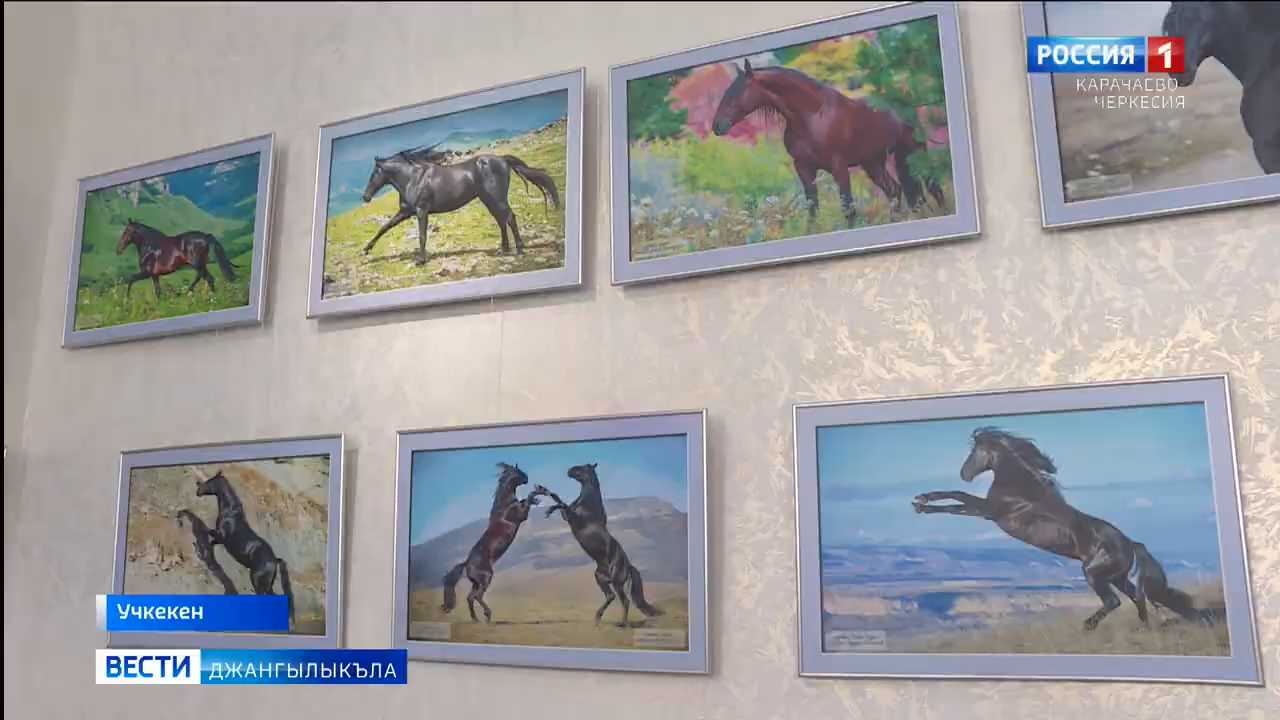 РОССИЯ 1
КАРАЧАЕВО
ЧЕРКЕСИЯ
Учкекен
ВЕСТИ ДЖАНГЫЛЫКЪЛА